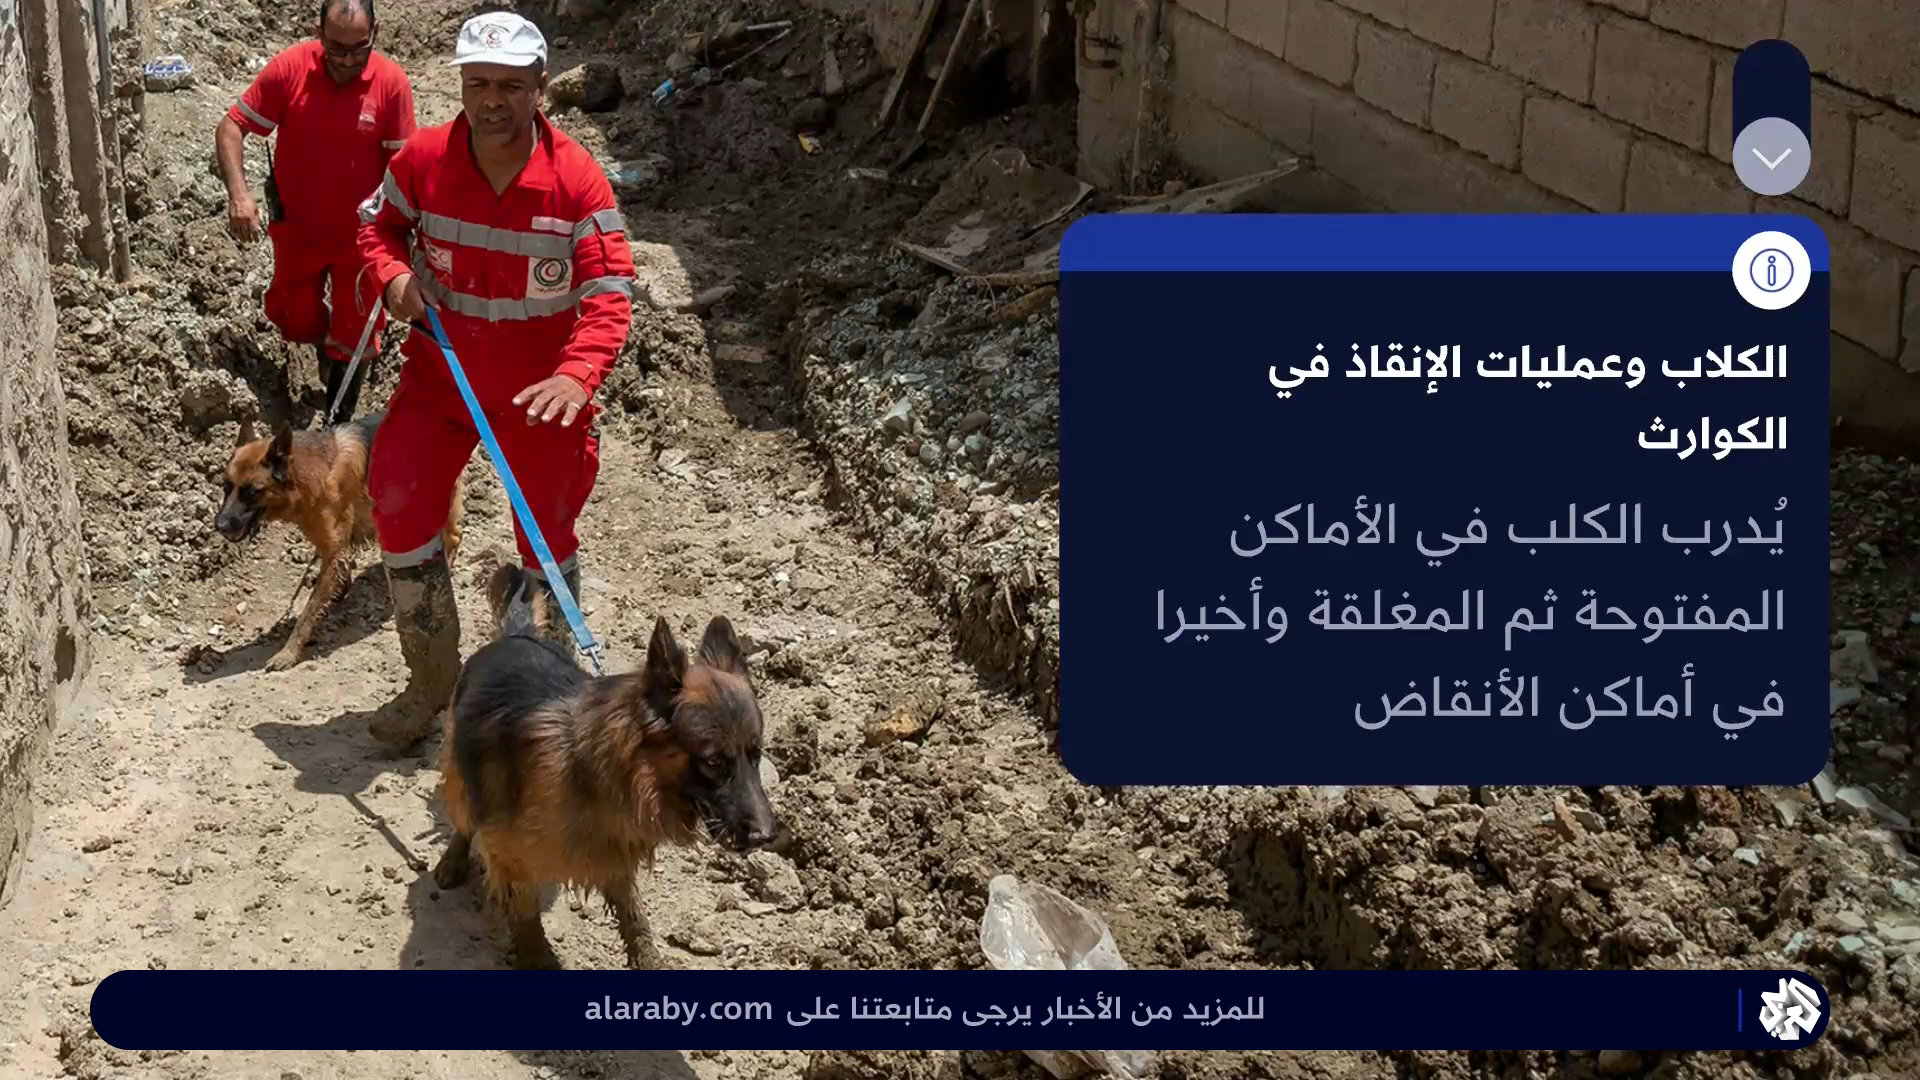 الكلاب وعمليات الإنقاذ في
الكوارث
يُدرب الكلب في الأماكن
المفتوحة ثم المغلقة وأخيرا
في أماكن الأنقاض
للمزيد من الأخبار يرجى متابعتنا على alaraby.com